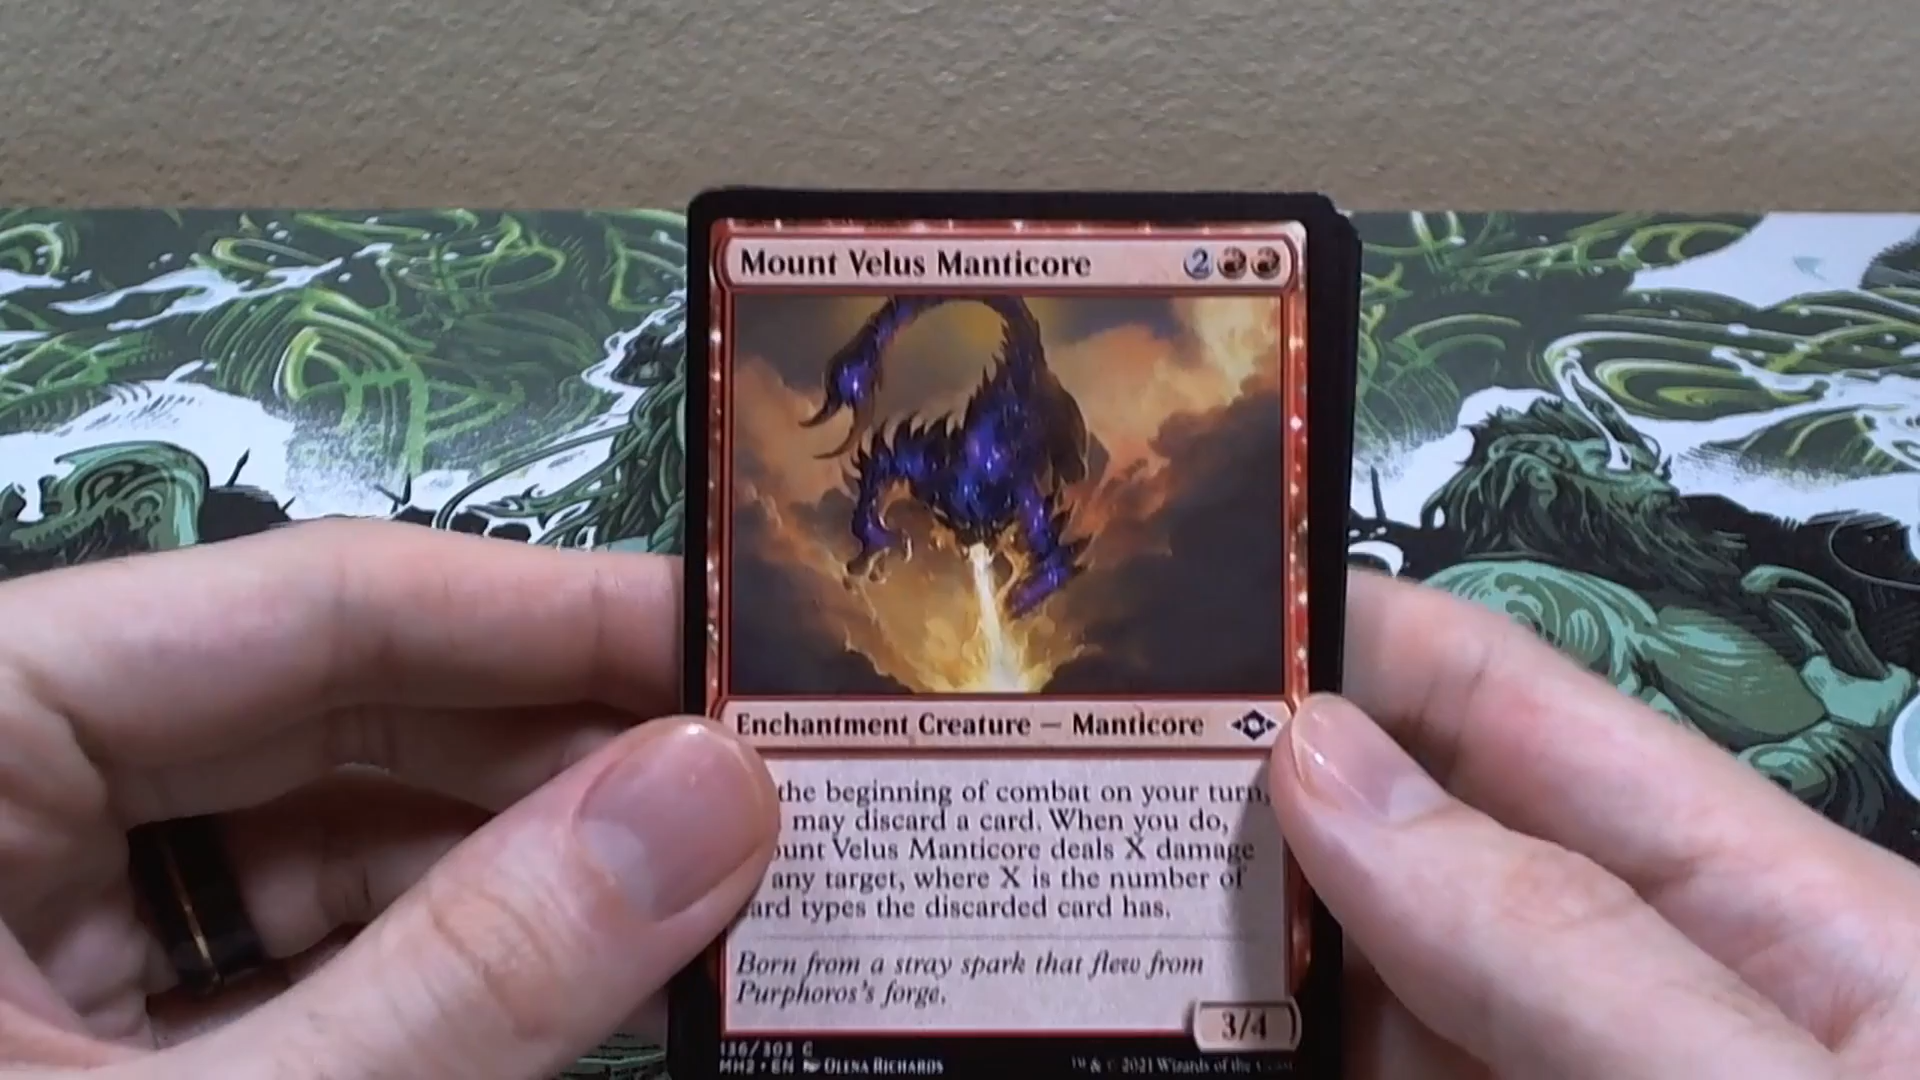 Mount Velus Manticore 2
Enchantment Creature — Manticore
the beginning of combat on your turn,
may discard a card. When you do,
ount Velus Manticore deals X damage
any target, where X is the number of
ard types the discarded card has.
Born from a stray spark that flew from
Purphoros's forge.
3/4
136/303 C
MH2 • EN Olena Richards
™ & © 2021 Wizards of the Coast